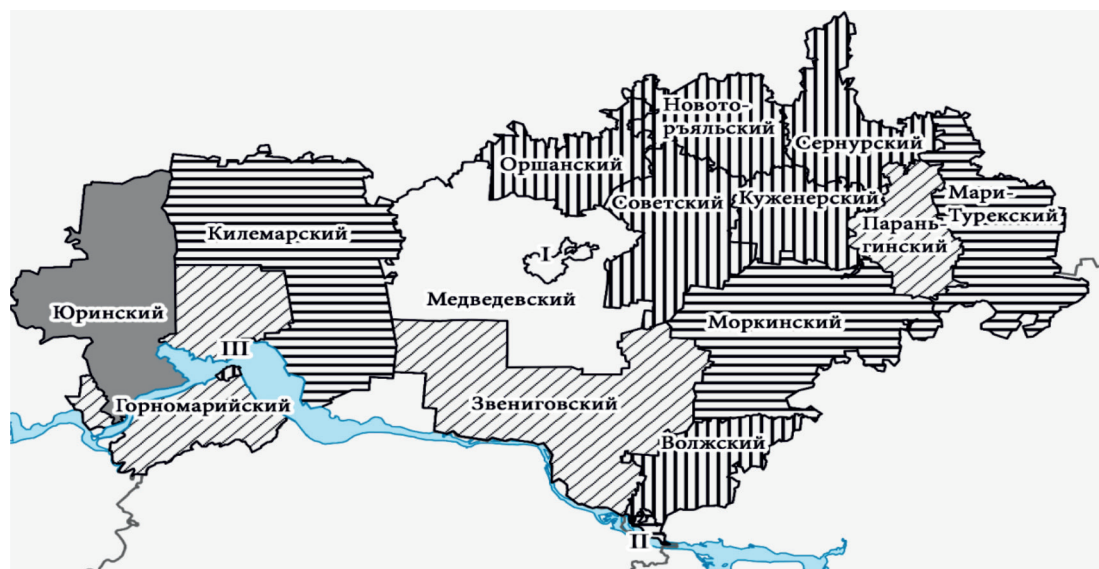 Новото-
ръяльский
Сернурский
Оршанский
Советский
Куженерский
Мари-
Турекский
Парань-
гинский
Килемарский
I
Медведевский
Юринский
Моркинский
III
Горномарийский
Звениговский
Волжский
II